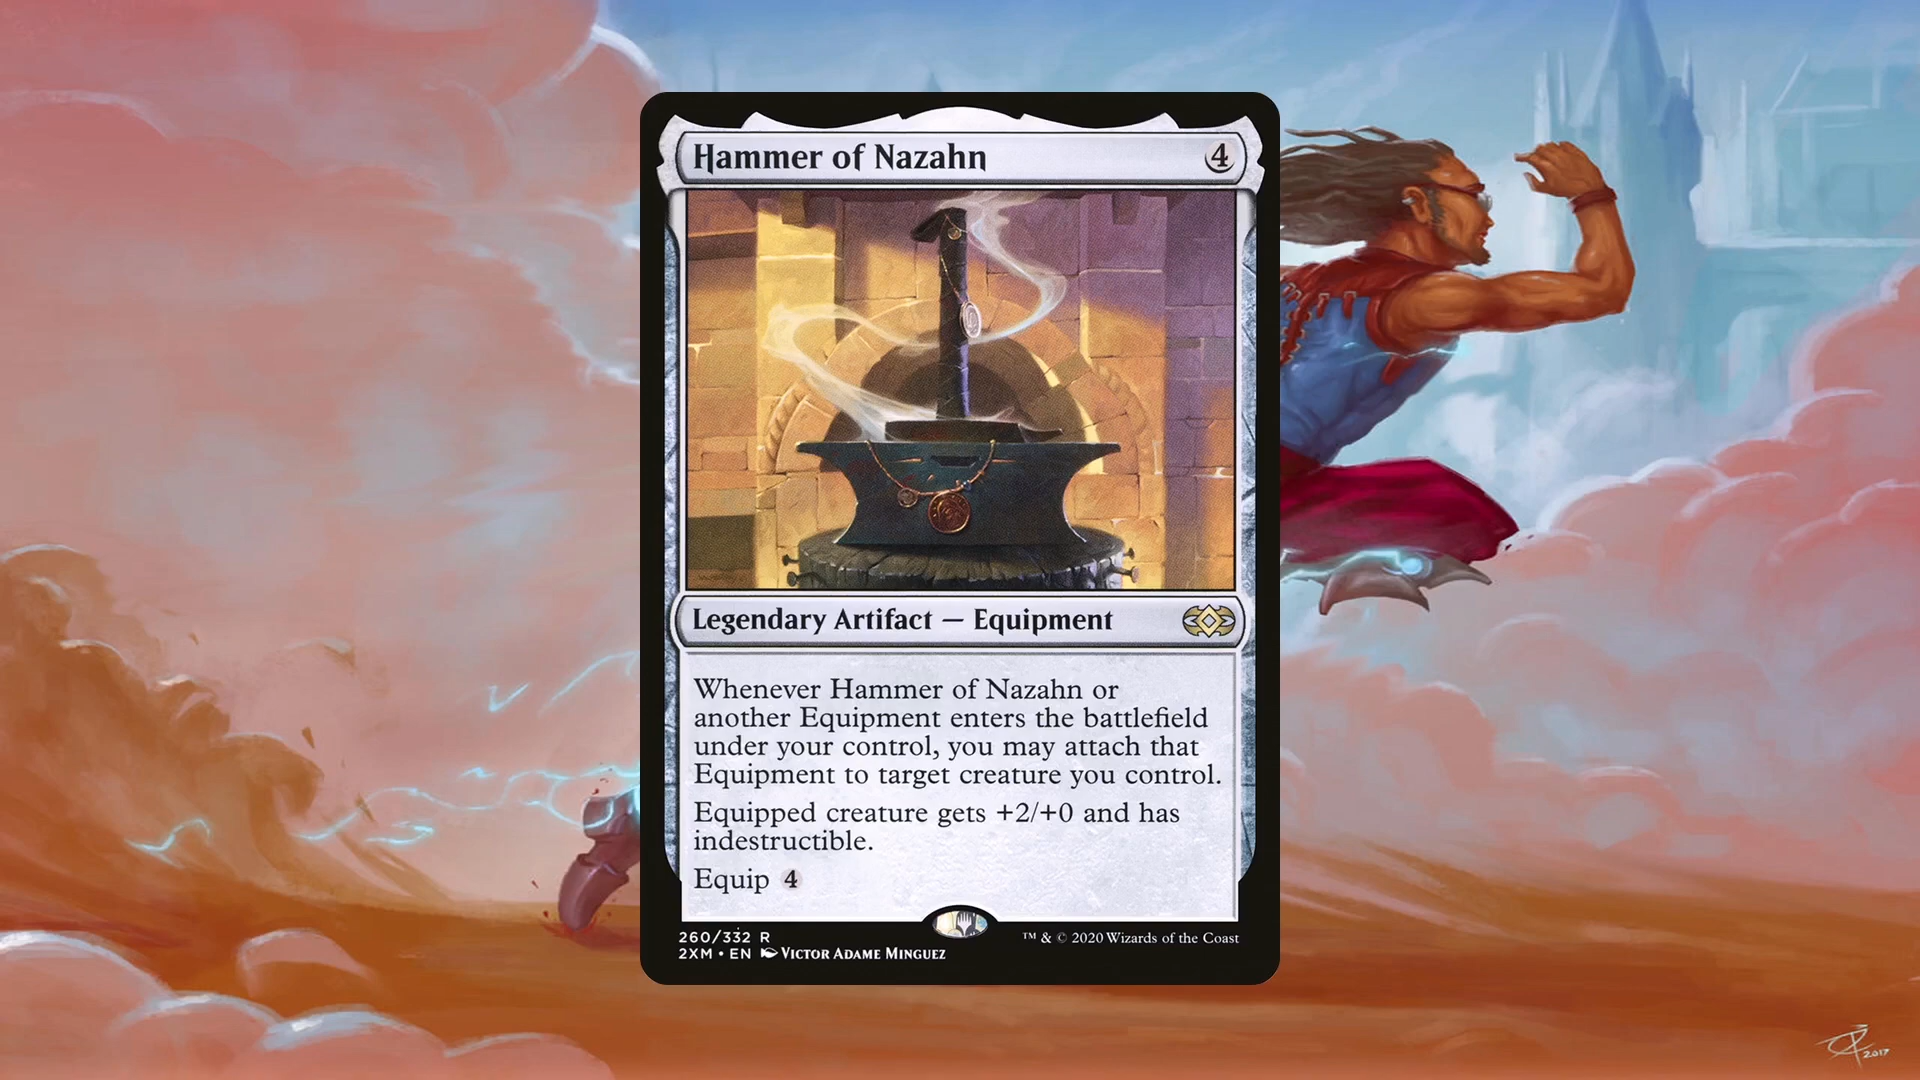 Hammer of Nazahn 4
Legendary Artifact — Equipment
Whenever Hammer of Nazahn or
another Equipment enters the battlefield
under your control, you may attach that
Equipment to target creature you control.
Equipped creature gets +2/+0 and has
indestructible.
Equip 4
260/332 R
2XM • EN Victor Adame Minguez
™ & © 2020 Wizards of the Coast
2017